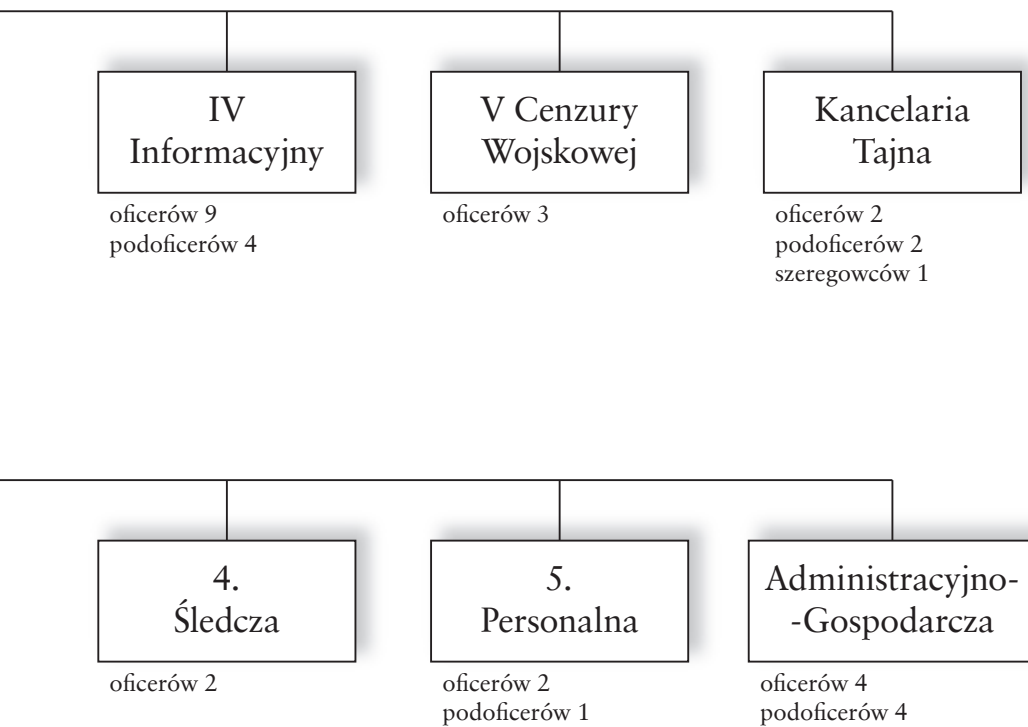 IV
Informacyjny
oficerów 9
podoficerów 4
V Cenzury
Wojskowej
oficerów 3
Kancelaria
Tajna
oficerów 2
podoficerów 2
szeregowców 1
4.
Śledcza
oficerów 2
5.
Personalna
oficerów 2
podoficerów 1
Administracyjno-
-Gospodarcza
oficerów 4
podoficerów 4